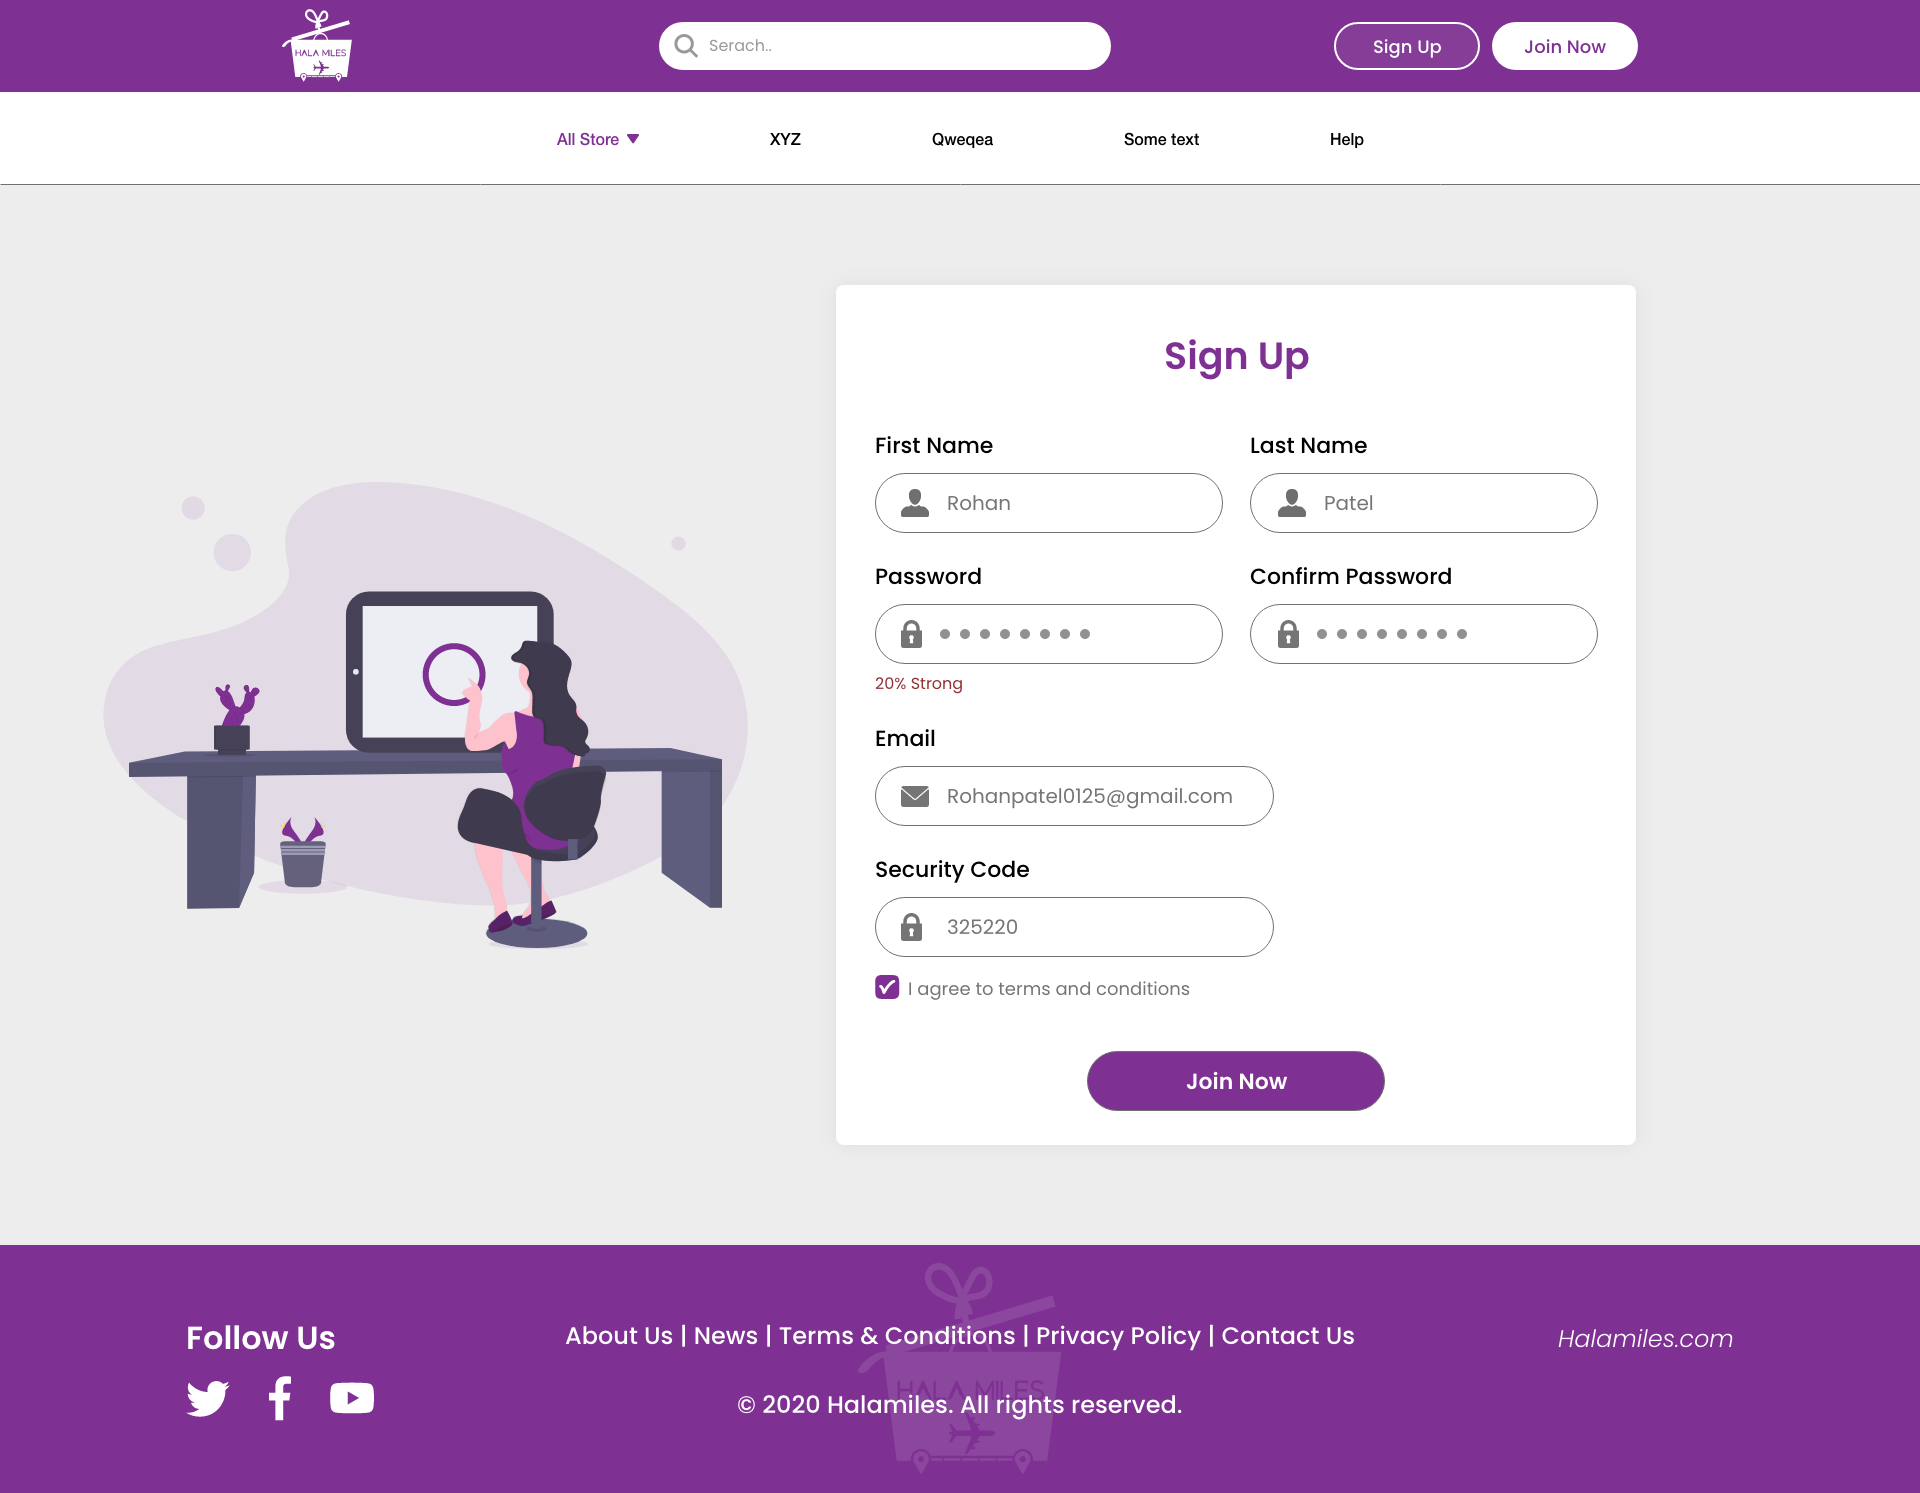 HALA MILES
Serach..
Sign Up
Join Now
All Store
XYZ
Qweqea
Some text
Help
Sign Up
First Name
Last Name
Rohan
Patel
Password
Confirm Password
20% Strong
Email
Rohanpatel0125@gmail.com
Security Code
325220
I agree to terms and conditions
Join Now
Follow Us
About Us | News | Terms & Conditions | Privacy Policy | Contact Us
Halamiles.com
HALA MILES
© 2020 Halamiles. All rights reserved.